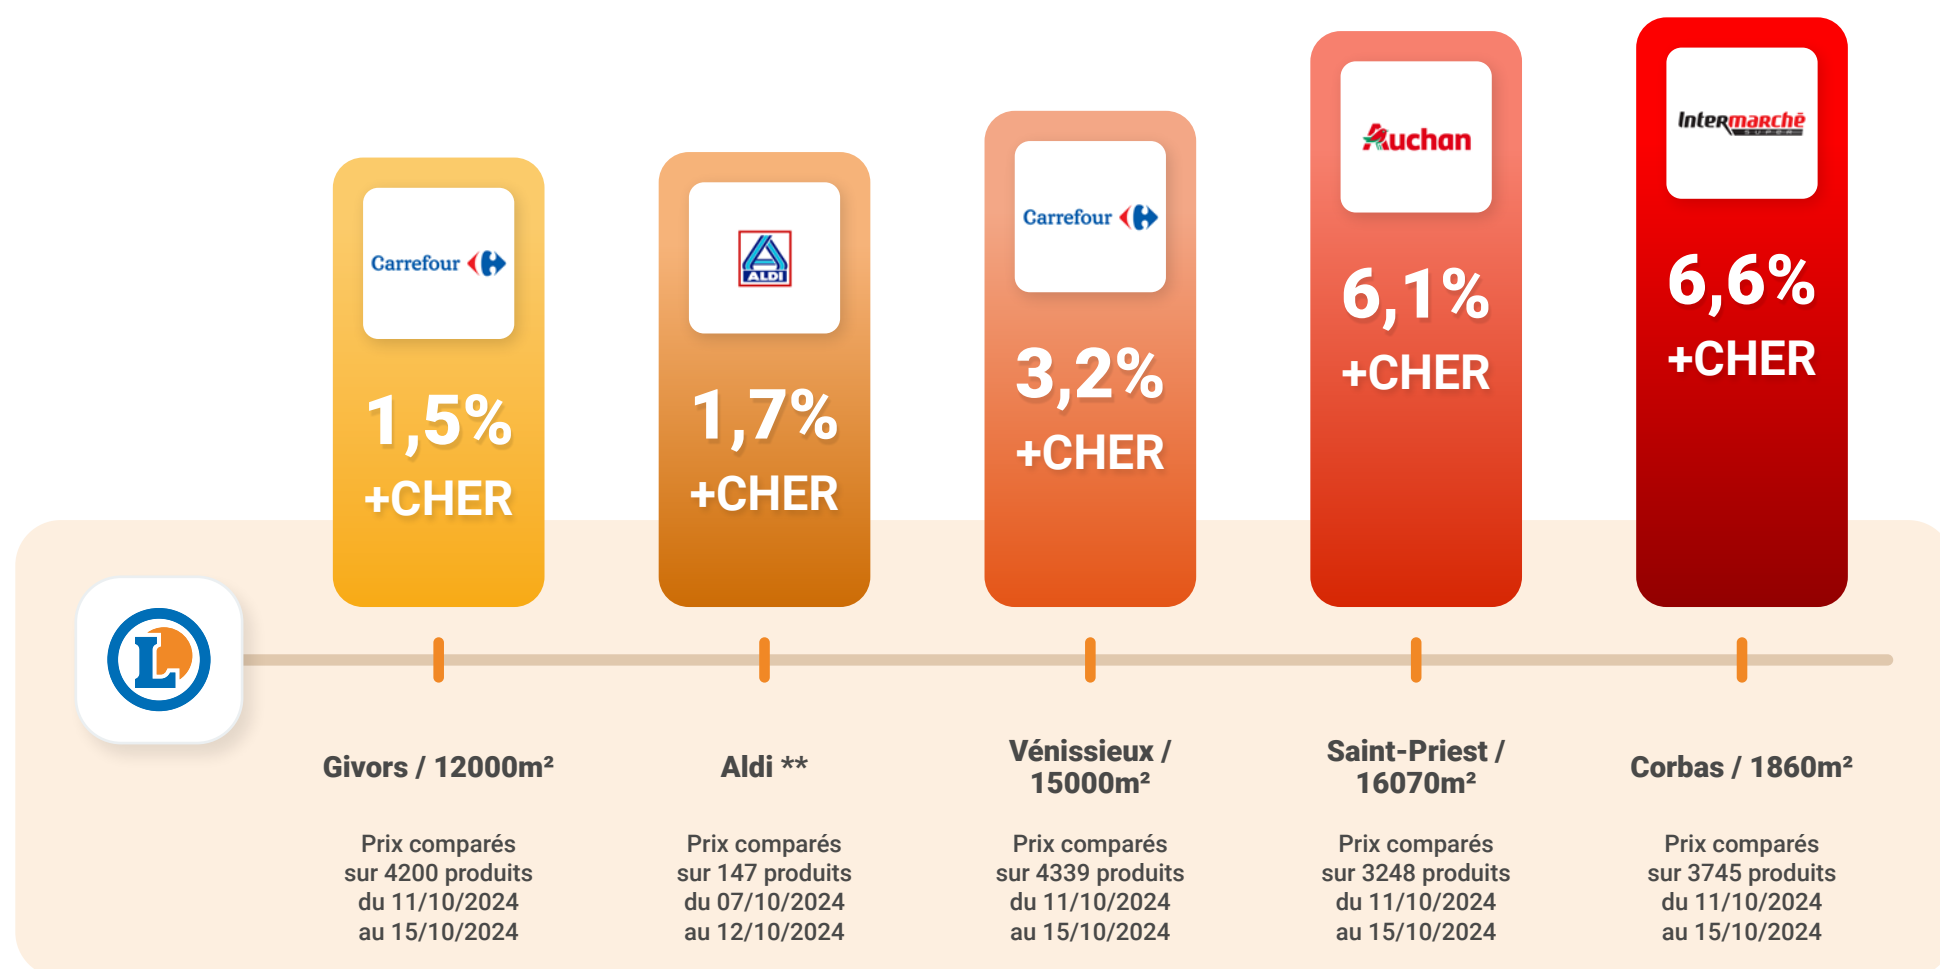 Carrefour
1,5%
+CHER
ALDI
1,7%
+CHER
Carrefour
3,2%
+CHER
Auchan
6,1%
+CHER
Intermarché
SUPER
6,6%
+CHER
L
Givors / 12000m²
Prix comparés
sur 4200 produits
du 11/10/2024
au 15/10/2024
Aldi **
Prix comparés
sur 147 produits
du 07/10/2024
au 12/10/2024
Vénissieux /
15000m²
Prix comparés
sur 4339 produits
du 11/10/2024
au 15/10/2024
Saint-Priest /
16070m²
Prix comparés
sur 3248 produits
du 11/10/2024
au 15/10/2024
Corbas / 1860m²
Prix comparés
sur 3745 produits
du 11/10/2024
au 15/10/2024